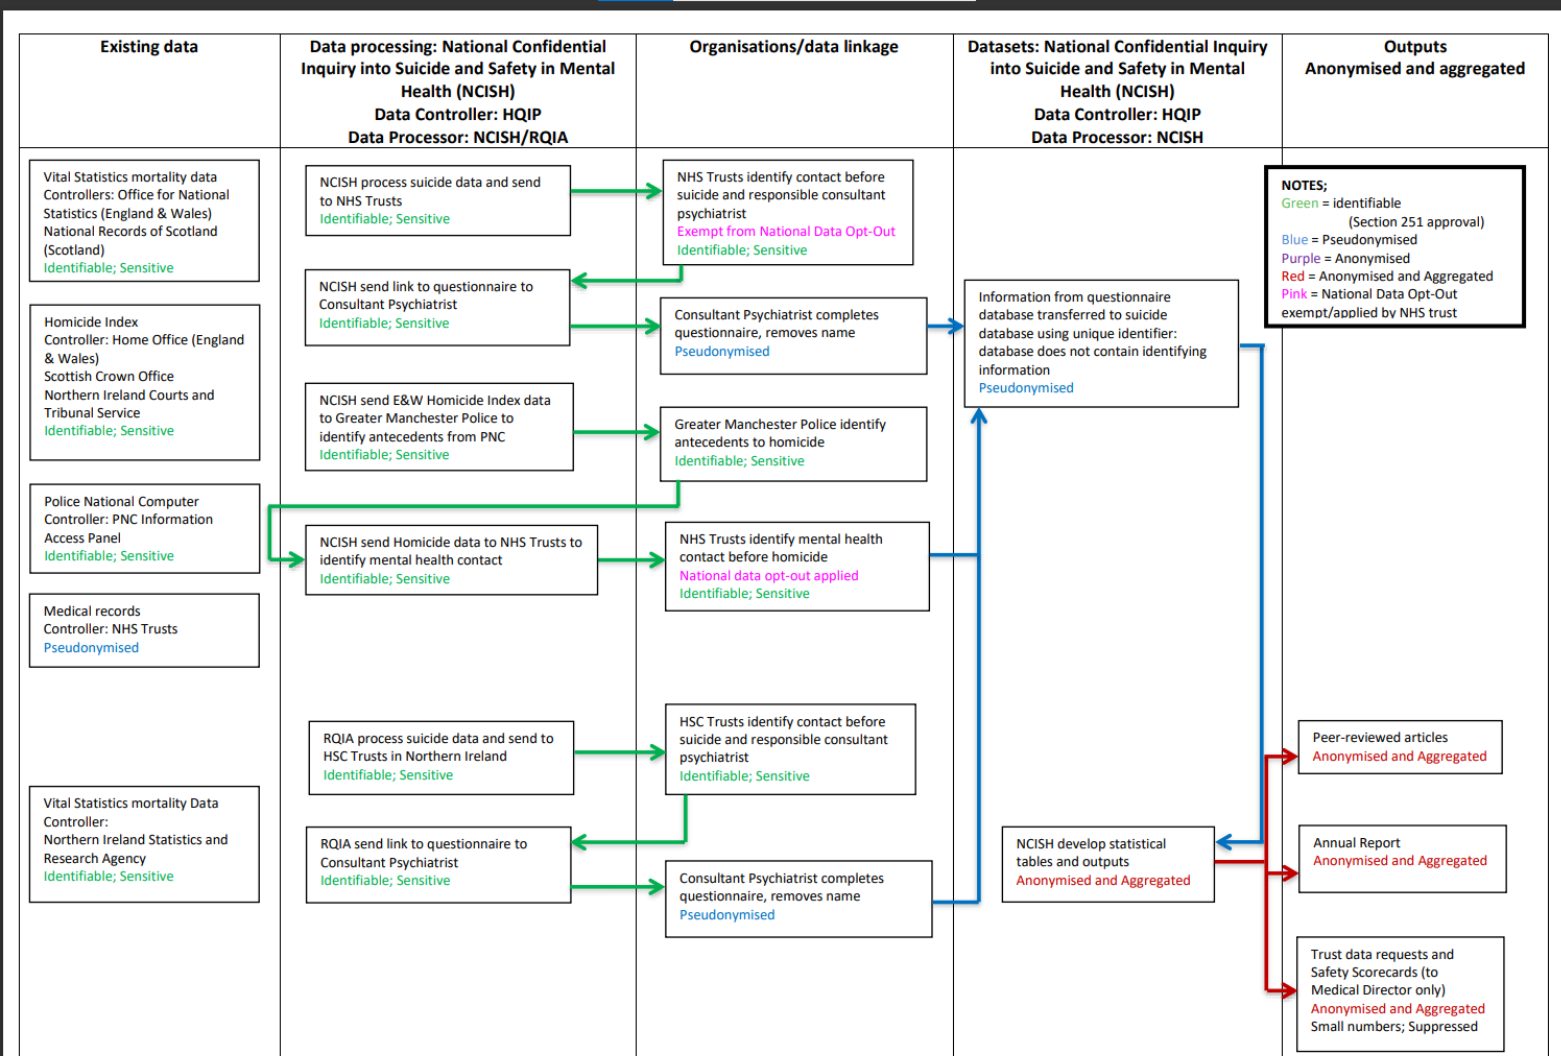 Existing data
Data processing: National Confidential
Inquiry into Suicide and Safety in Mental
Health (NCISH)
Data Controller: HQIP
Data Processor: NCISH/RQIA
Organisations/data linkage
Datasets: National Confidential Inquiry
into Suicide and Safety in Mental
Health (NCISH)
Data Controller: HQIP
Data Processor: NCISH
Outputs
Anonymised and aggregated
Vital Statistics mortality data
Controllers: Office for National
Statistics (England & Wales)
National Records of Scotland
(Scotland)
Identifiable; Sensitive
Homicide Index
Controller: Home Office (England
& Wales)
Scottish Crown Office
Northern Ireland Courts and
Tribunal Service
Identifiable; Sensitive
Police National Computer
Controller: PNC Information
Access Panel
Identifiable; Sensitive
Medical records
Controller: NHS Trusts
Pseudonymised
Vital Statistics mortality Data
Controller:
Northern Ireland Statistics and
Research Agency
Identifiable; Sensitive
NCISH process suicide data and send
to NHS Trusts
Identifiable; Sensitive
NCISH send link to questionnaire to
Consultant Psychiatrist
Identifiable; Sensitive
NCISH send E&W Homicide Index data
to Greater Manchester Police to
identify antecedents from PNC
Identifiable; Sensitive
NCISH send Homicide data to NHS Trusts to
identify mental health contact
Identifiable; Sensitive
RQIA process suicide data and send to
HSC Trusts in Northern Ireland
Identifiable; Sensitive
RQIA send link to questionnaire to
Consultant Psychiatrist
Identifiable; Sensitive
NHS Trusts identify contact before
suicide and responsible consultant
psychiatrist
Exempt from National Data Opt-Out
Identifiable; Sensitive
Consultant Psychiatrist completes
questionnaire, removes name
Pseudonymised
Greater Manchester Police identify
antecedents to homicide
Identifiable; Sensitive
NHS Trusts identify mental health
contact before homicide
National data opt-out applied
Identifiable; Sensitive
HSC Trusts identify contact before
suicide and responsible consultant
psychiatrist
Identifiable; Sensitive
Consultant Psychiatrist completes
questionnaire, removes name
Pseudonymised
Information from questionnaire
database transferred to suicide
database using unique identifier:
database does not contain identifying
information
Pseudonymised
NCISH develop statistical
tables and outputs
Anonymised and Aggregated
NOTES;
Green = identifiable
(Section 251 approval)
Blue = Pseudonymised
Purple = Anonymised
Red = Anonymised and Aggregated
Pink = National Data Opt-Out
exempt/applied by NHS trust
Peer-reviewed articles
Anonymised and Aggregated
Annual Report
Anonymised and Aggregated
Trust data requests and
Safety Scorecards (to
Medical Director only)
Anonymised and Aggregated
Small numbers; Suppressed